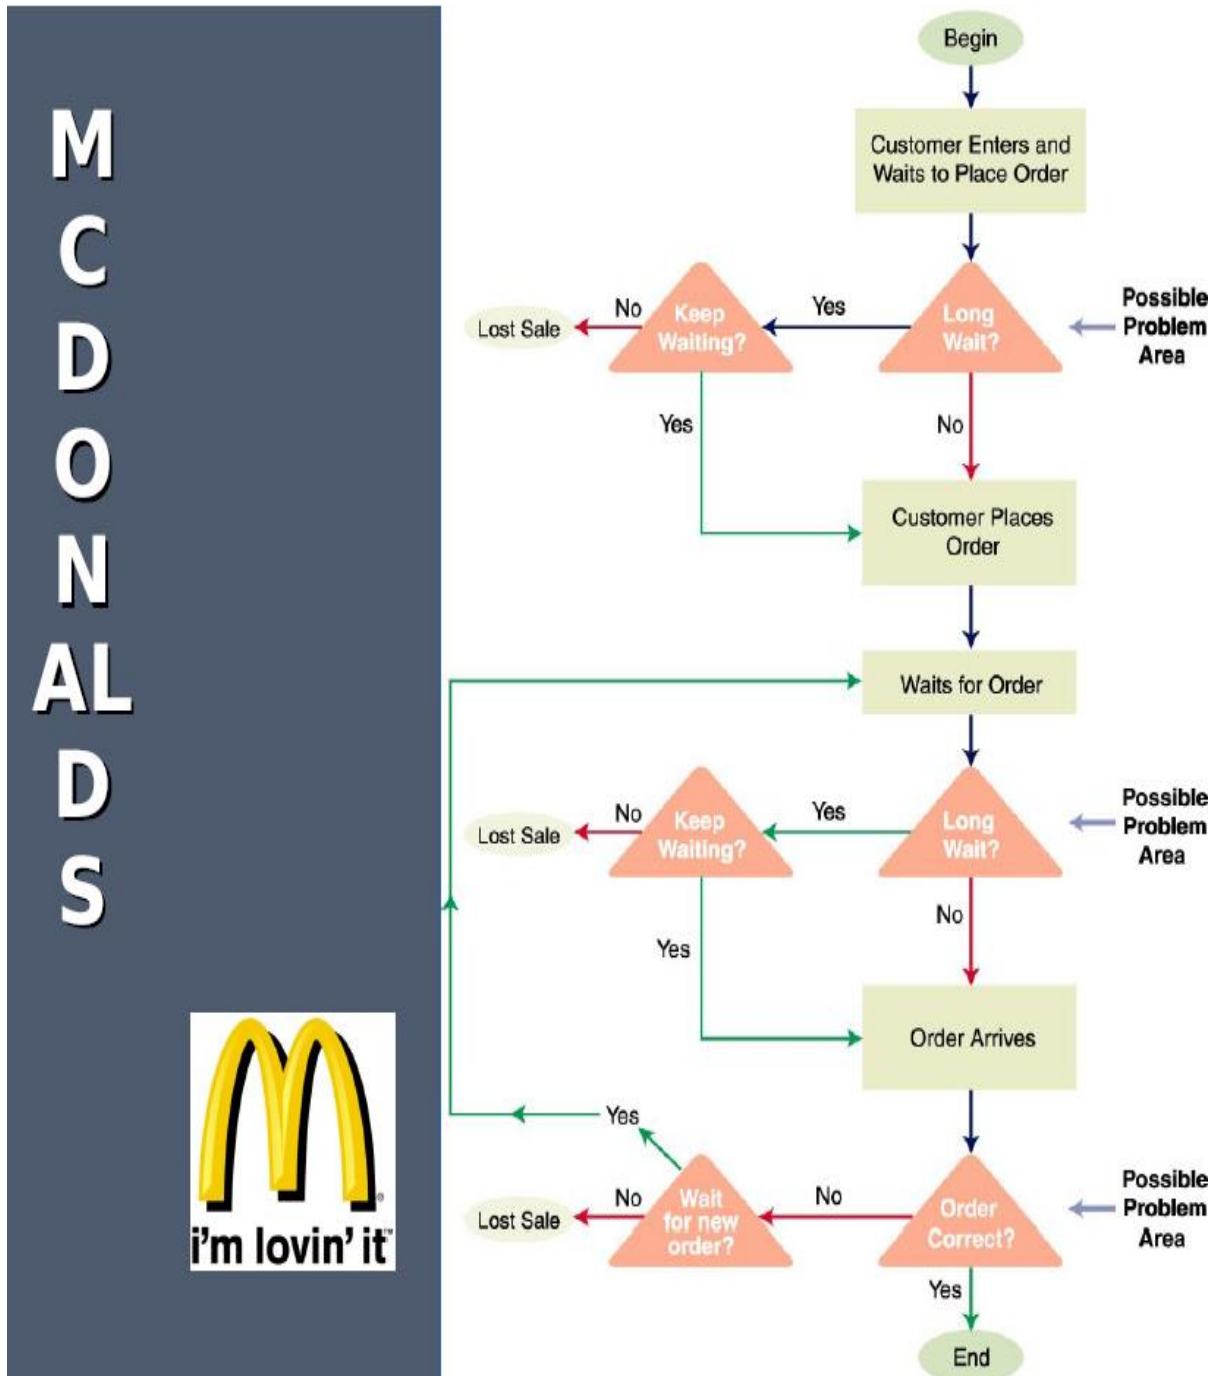 M
C
D
O
N
AL
D
S
i'm lovin' it™
®
Begin
Customer Enters and
Waits to Place Order
Long
Wait?
Possible
Problem
Area
Yes
Keep
Waiting?
No
Lost Sale
Yes
No
Customer Places
Order
Waits for Order
Long
Wait?
Possible
Problem
Area
Yes
Keep
Waiting?
No
Lost Sale
Yes
No
Order Arrives
Order
Correct?
Possible
Problem
Area
No
Wait
for new
order?
Yes
No
Lost Sale
Yes
End